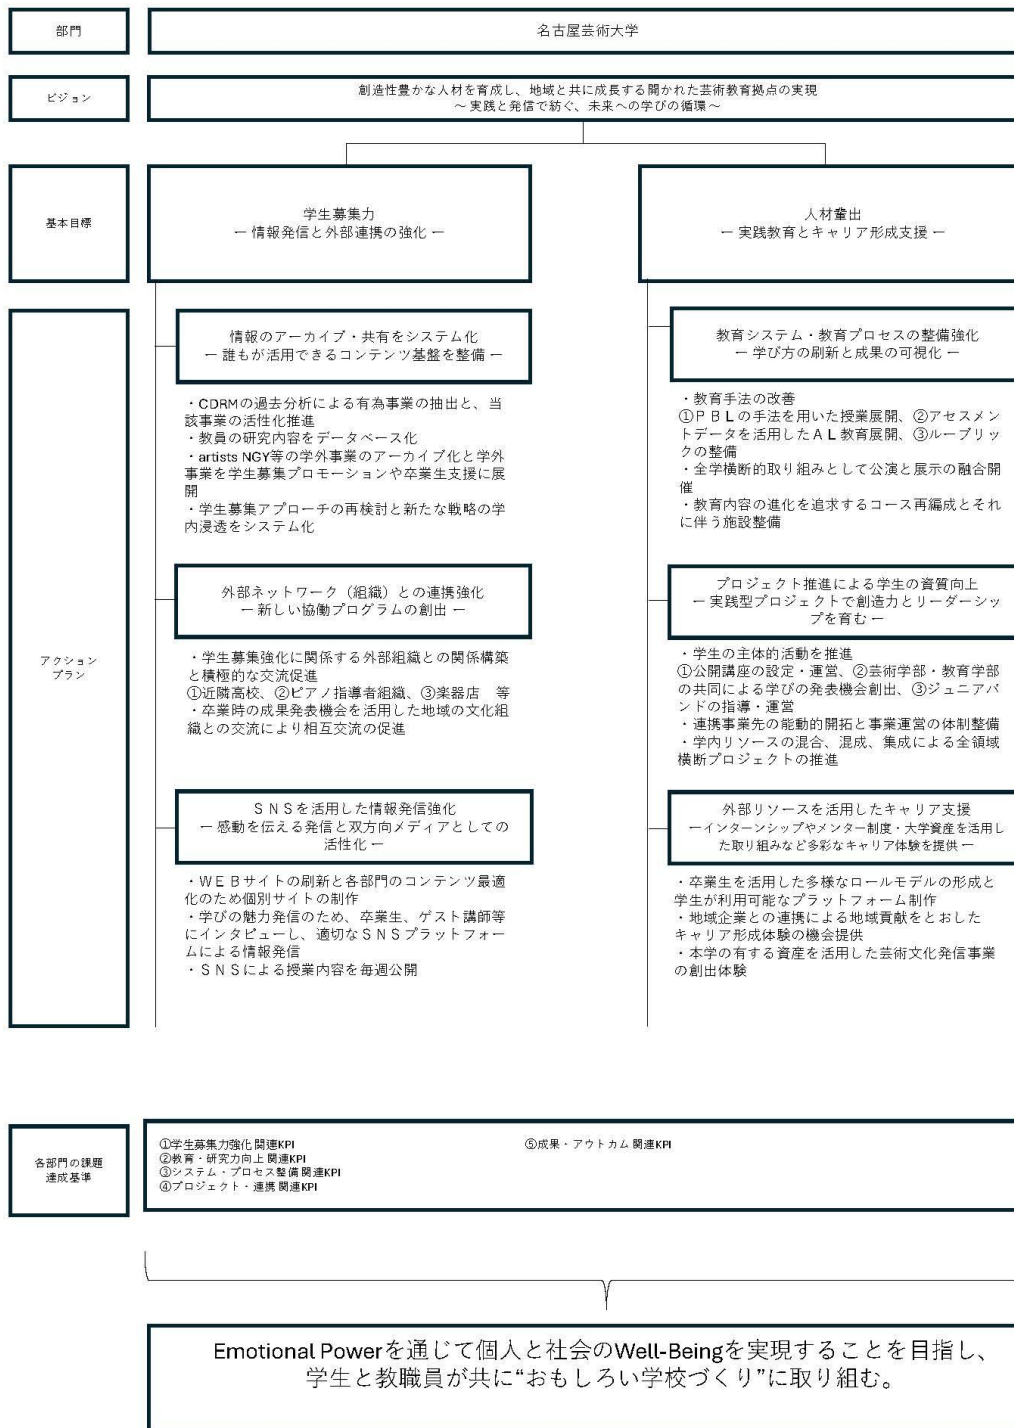 部門
名古屋芸術大学
ビジョン
創造性豊かな人材を育成し、地域と共に成長する開かれた芸術教育拠点の実現
～ 実践と発信で紡ぐ、未来への学びの循環 ～
基本目標
学生募集力
ー 情報発信と外部連携の強化 ー
人材輩出
ー 実践教育とキャリア形成支援 ー
アクション
プラン
情報のアーカイブ・共有をシステム化
ー 誰もが活用できるコンテンツ基盤を整備 ー
・CDRMの過去分析による有為事業の抽出と、当
該事業の活性化推進
・教員の研究内容をデータベース化
・artists NGY等の学外事業のアーカイブ化と学外
事業を学生募集プロモーションや卒業生支援に展
開
・学生募集アプローチの再検討と新たな戦略の学
内浸透をシステム化
外部ネットワーク（組織）との連携強化
ー 新しい協働プログラムの創出 ー
・学生募集強化に関係する外部組織との関係構築
と積極的な交流促進
①近隣高校、②ピアノ指導者組織、③楽器店　等
・卒業時の成果発表機会を活用した地域の文化組
織との交流により相互交流の促進
ＳＮＳを活用した情報発信強化
ー 感動を伝える発信と双方向メディアとしての
活性化 ー
・ＷＥＢサイトの刷新と各部門のコンテンツ最適
化のため個別サイトの制作
・学びの魅力発信のため、卒業生、ゲスト講師等
にインタビューし、適切なＳＮＳプラットフォー
ムによる情報発信
・ＳＮＳによる授業内容を毎週公開
教育システム・教育プロセスの整備強化
ー 学び方の刷新と成果の可視化 ー
・教育手法の改善
①ＰＢＬの手法を用いた授業展開、②アセスメン
トデータを活用したＡＬ教育展開、③ルーブリック
の整備
・全学横断的取り組みとして公演と展示の融合開
催
・教育内容の進化を追求するコース再編成とそれ
に伴う施設整備
プロジェクト推進による学生の資質向上
ー 実践型プロジェクトで創造力とリーダーシッ
プを育む ー
・学生の主体的活動を推進
①公開講座の設定・運営、②芸術学部・教育学部
の共同による学びの発表機会創出、③ジュニアバ
ンドの指導・運営
・連携事業先の能動的開拓と事業運営の体制整備
・学内リソースの混合、混成、集成による全領域
横断プロジェクトの推進
外部リソースを活用したキャリア支援
ーインターンシップやメンター制度・大学資産を活用し
た取り組みなど多彩なキャリア体験を提供 ー
・卒業生を活用した多様なロールモデルの形成と
学生が利用可能なプラットフォーム制作
・地域企業との連携による地域貢献をとおした
キャリア形成体験の機会提供
・本学の有する資産を活用した芸術文化発信事業
の創出体験
各部門の課題
達成基準
①学生募集力強化 関連KPI
②教育・研究力向上 関連KPI
③システム・プロセス整備 関連KPI
④プロジェクト・連携 関連KPI
⑤成果・アウトカム 関連KPI
Emotional Powerを通じて個人と社会のWell-Beingを実現することを目指し、
学生と教職員が共に“おもしろい学校づくり”に取り組む。